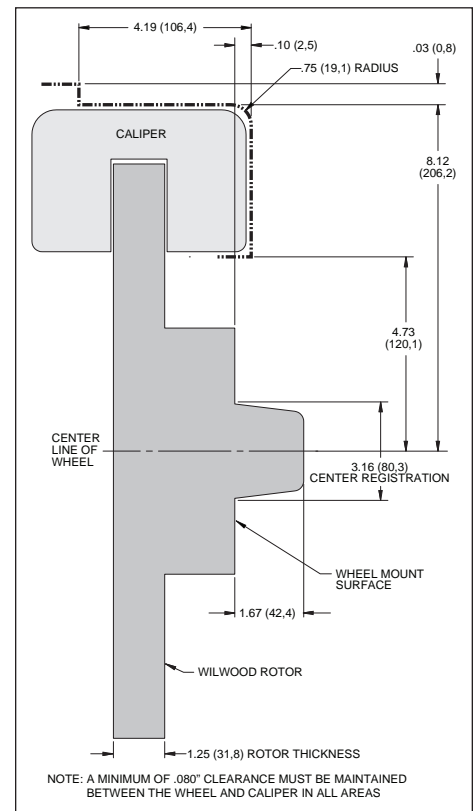 4.19 (106,4)
.10 (2,5)
.03 (0,8)
.75 (19,1) RADIUS
CALIPER
8.12
(206,2)
4.73
(120,1)
CENTER
LINE OF
WHEEL
3.16 (80,3)
CENTER REGISTRATION
WHEEL MOUNT
SURFACE
1.67 (42,4)
WILWOOD ROTOR
1.25 (31,8) ROTOR THICKNESS
NOTE: A MINIMUM OF .080" CLEARANCE MUST BE MAINTAINED
BETWEEN THE WHEEL AND CALIPER IN ALL AREAS